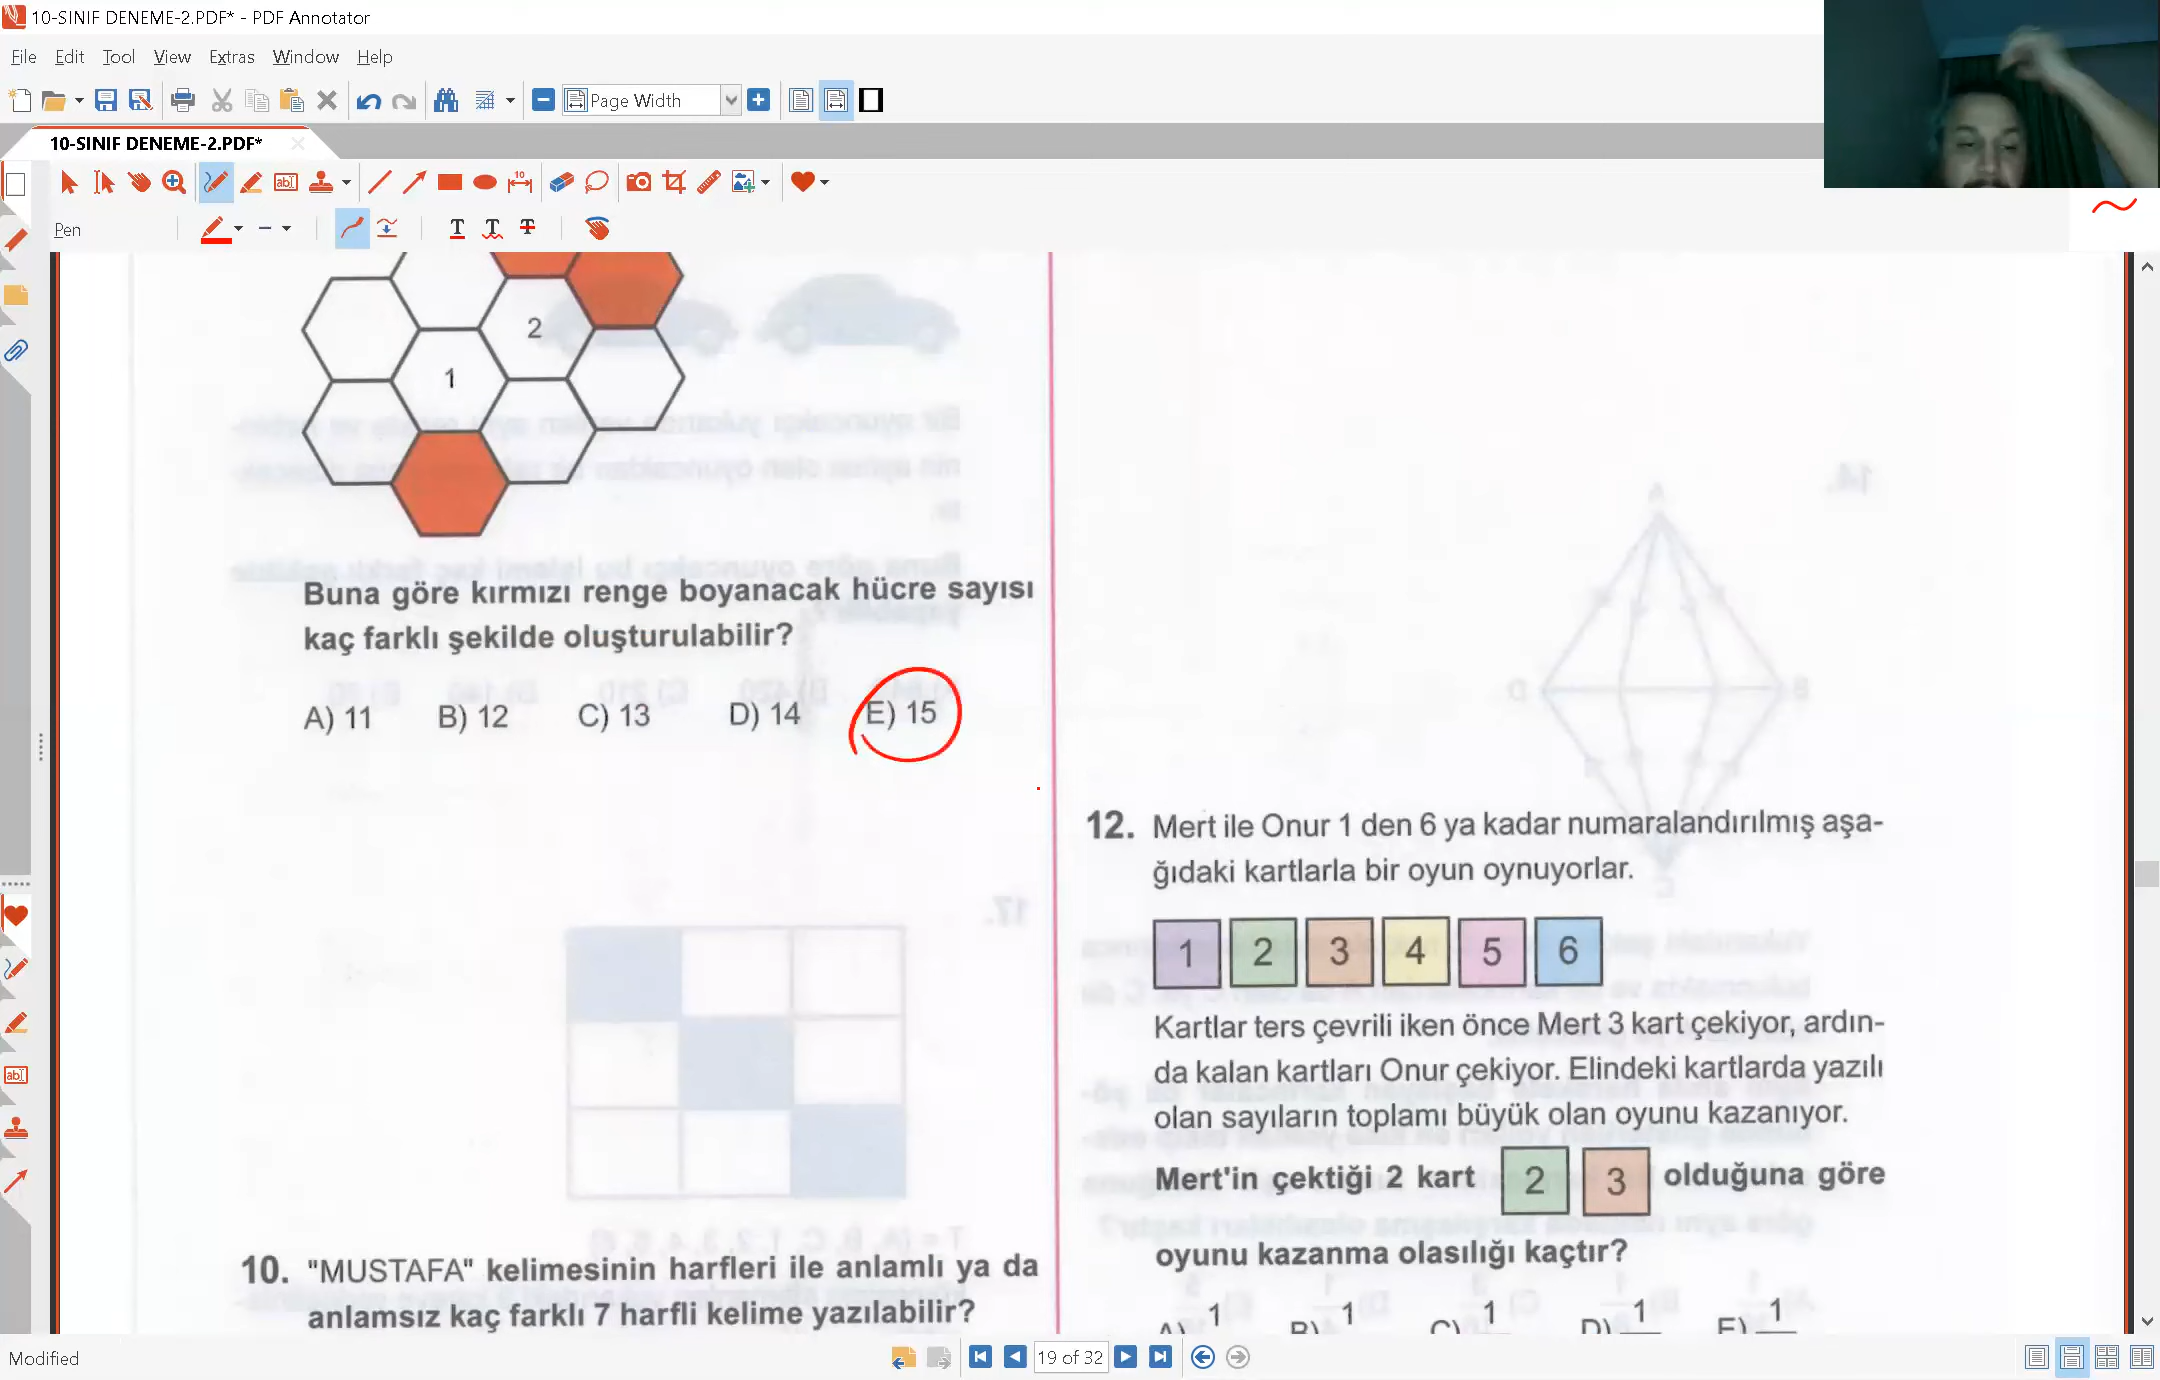 10-SINIF DENEME-2.PDF* - PDF Annotator
File Edit Tool View Extras Window Help
Page Width
10-SINIF DENEME-2.PDF*
Pen
2
1
Buna göre kırmızı renge boyanacak hücre sayısı
kaç farklı şekilde oluşturulabilir?
A) 11 B) 12 C) 13 D) 14 E) 15
10. "MUSTAFA" kelimesinin harfleri ile anlamlı ya da
anlamsız kaç farklı 7 harfli kelime yazılabilir?
12. Mert ile Onur 1 den 6 ya kadar numaralandırılmış aşa-
ğıdaki kartlarla bir oyun oynuyorlar.
1 2 3 4 5 6
Kartlar ters çevrili iken önce Mert 3 kart çekiyor, ardın-
da kalan kartları Onur çekiyor. Elindeki kartlarda yazılı
olan sayıların toplamı büyük olan oyunu kazanıyor.
Mert'in çektiği 2 kart 2 3 olduğuna göre
oyunu kazanma olasılığı kaçtır?
A) 1 B) 1 C) 1 D) 1 E) 1
Modified
19 of 32